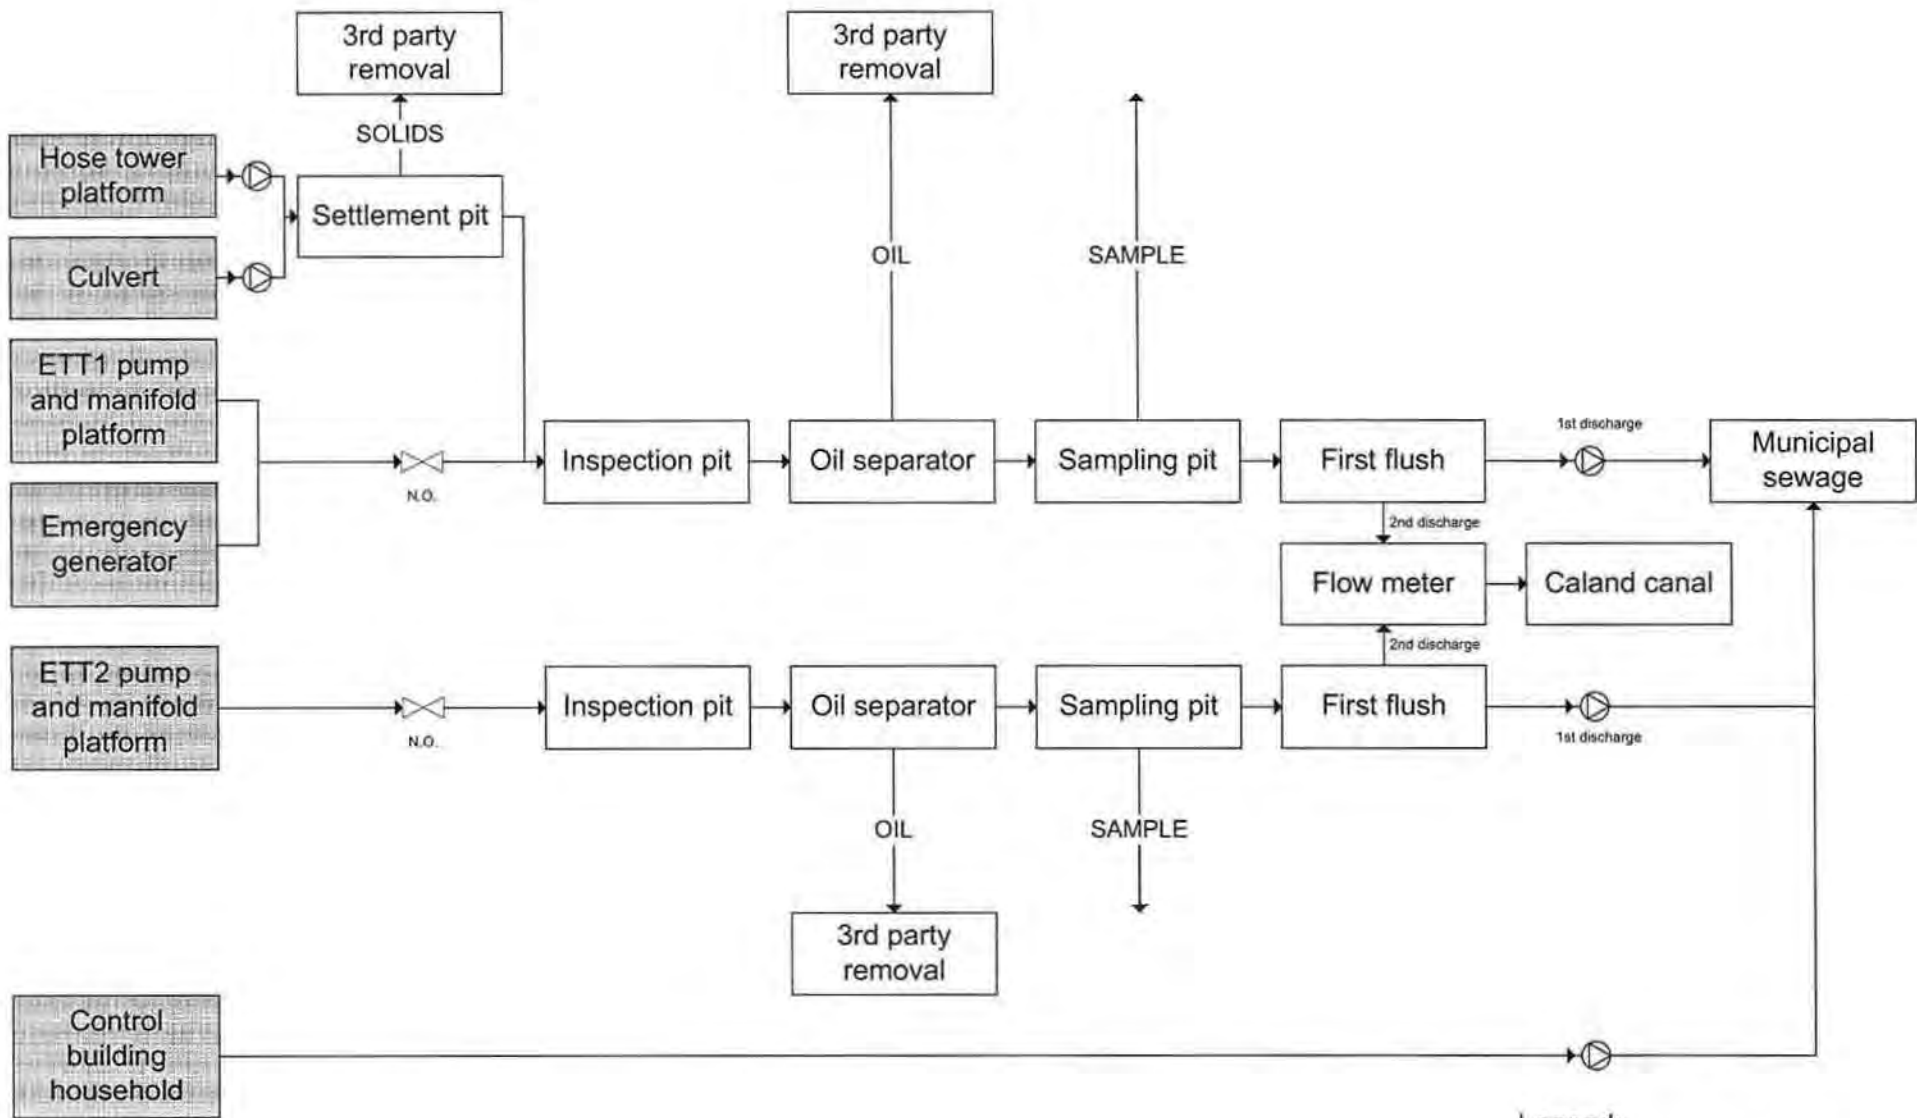 3rd party
removal
3rd party
removal
SOLIDS
Hose tower
platform
Settlement pit
Culvert
OIL
SAMPLE
ETT1 pump
and manifold
platform
N.O.
Inspection pit
Oil separator
Sampling pit
First flush
1st discharge
Municipal
sewage
Emergency
generator
2nd discharge
Flow meter
Caland canal
2nd discharge
ETT2 pump
and manifold
platform
N.O.
Inspection pit
Oil separator
Sampling pit
First flush
1st discharge
OIL
SAMPLE
3rd party
removal
Control
building
household